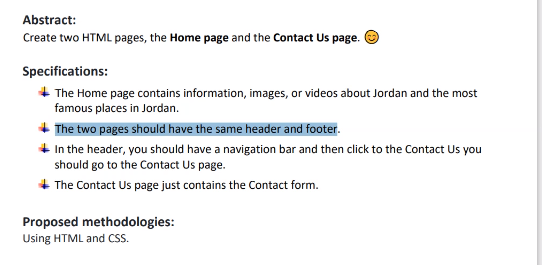 Abstract:
Create two HTML pages, the Home page and the Contact Us page. 😊
Specifications:
The Home page contains information, images, or videos about Jordan and the most
famous places in Jordan.
The two pages should have the same header and footer.
In the header, you should have a navigation bar and then click to the Contact Us you
should go to the Contact Us page.
The Contact Us page just contains the Contact form.
Proposed methodologies:
Using HTML and CSS.